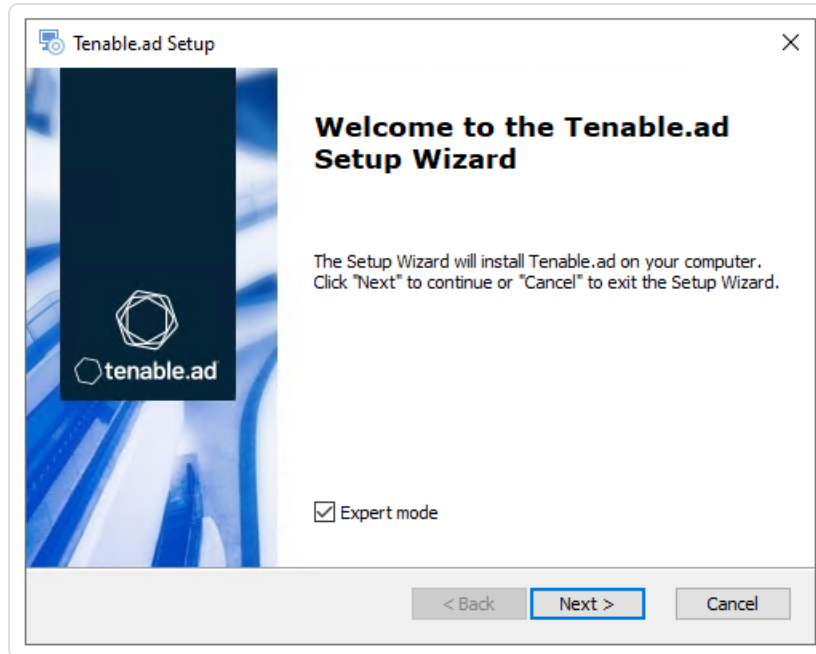 Tenable.ad Setup
Welcome to the Tenable.ad
Setup Wizard
The Setup Wizard will install Tenable.ad on your computer.
Click "Next" to continue or "Cancel" to exit the Setup Wizard.
tenable.ad
Expert mode
< Back
Next >
Cancel